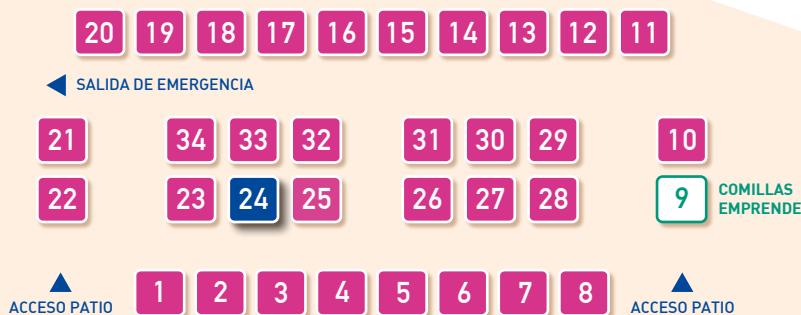 20 19 18 17 16 15 14 13 12 11
SALIDA DE EMERGENCIA
21 34 33 32 31 30 29 10
22 23 24 25 26 27 28 9 COMILLAS
EMPRENDE
1 2 3 4 5 6 7 8
ACCESO PATIO ACCESO PATIO